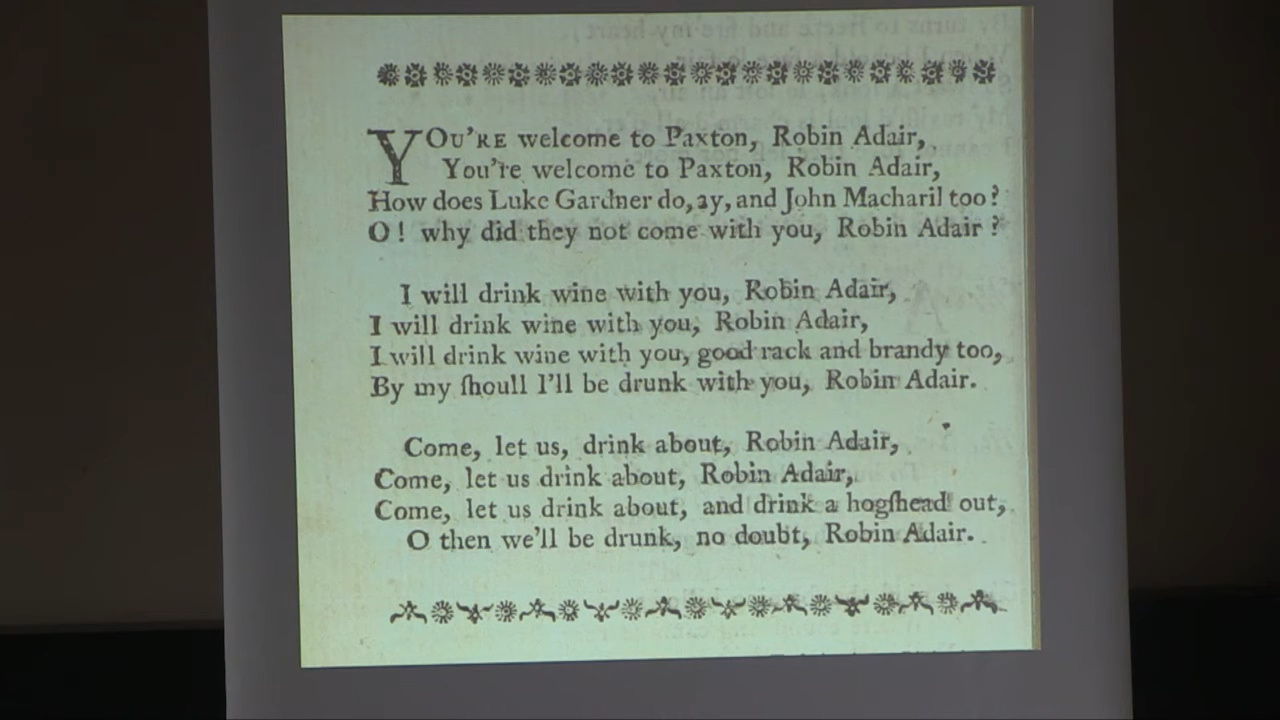 YOU'RE welcome to Paxton, Robin Adair,
You're welcome to Paxton, Robin Adair,
How does Luke Gardner do, ay, and John Macharil too?
O! why did they not come with you, Robin Adair?
I will drink wine with you, Robin Adair,
I will drink wine with you, Robin Adair,
I will drink wine with you, good rack and brandy too,
By my ſhoull I'll be drunk with you, Robin Adair.
Come, let us, drink about, Robin Adair,
Come, let us drink about, Robin Adair,
Come, let us drink about, and drink a hogſhead out,
O then we'll be drunk, no doubt, Robin Adair.